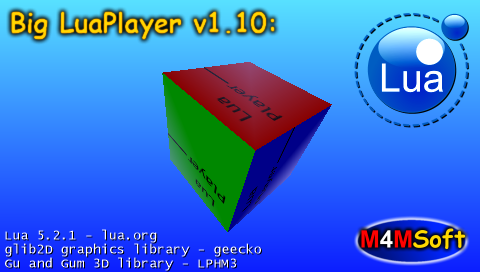 Big LuaPlayer v1.10:
Lua
Lua
Player
Lua
Player
Lua 5.2.1 - lua.org
glib2D graphics library - geecko
Gu and Gum 3D library - LPHM3
M4MSoft